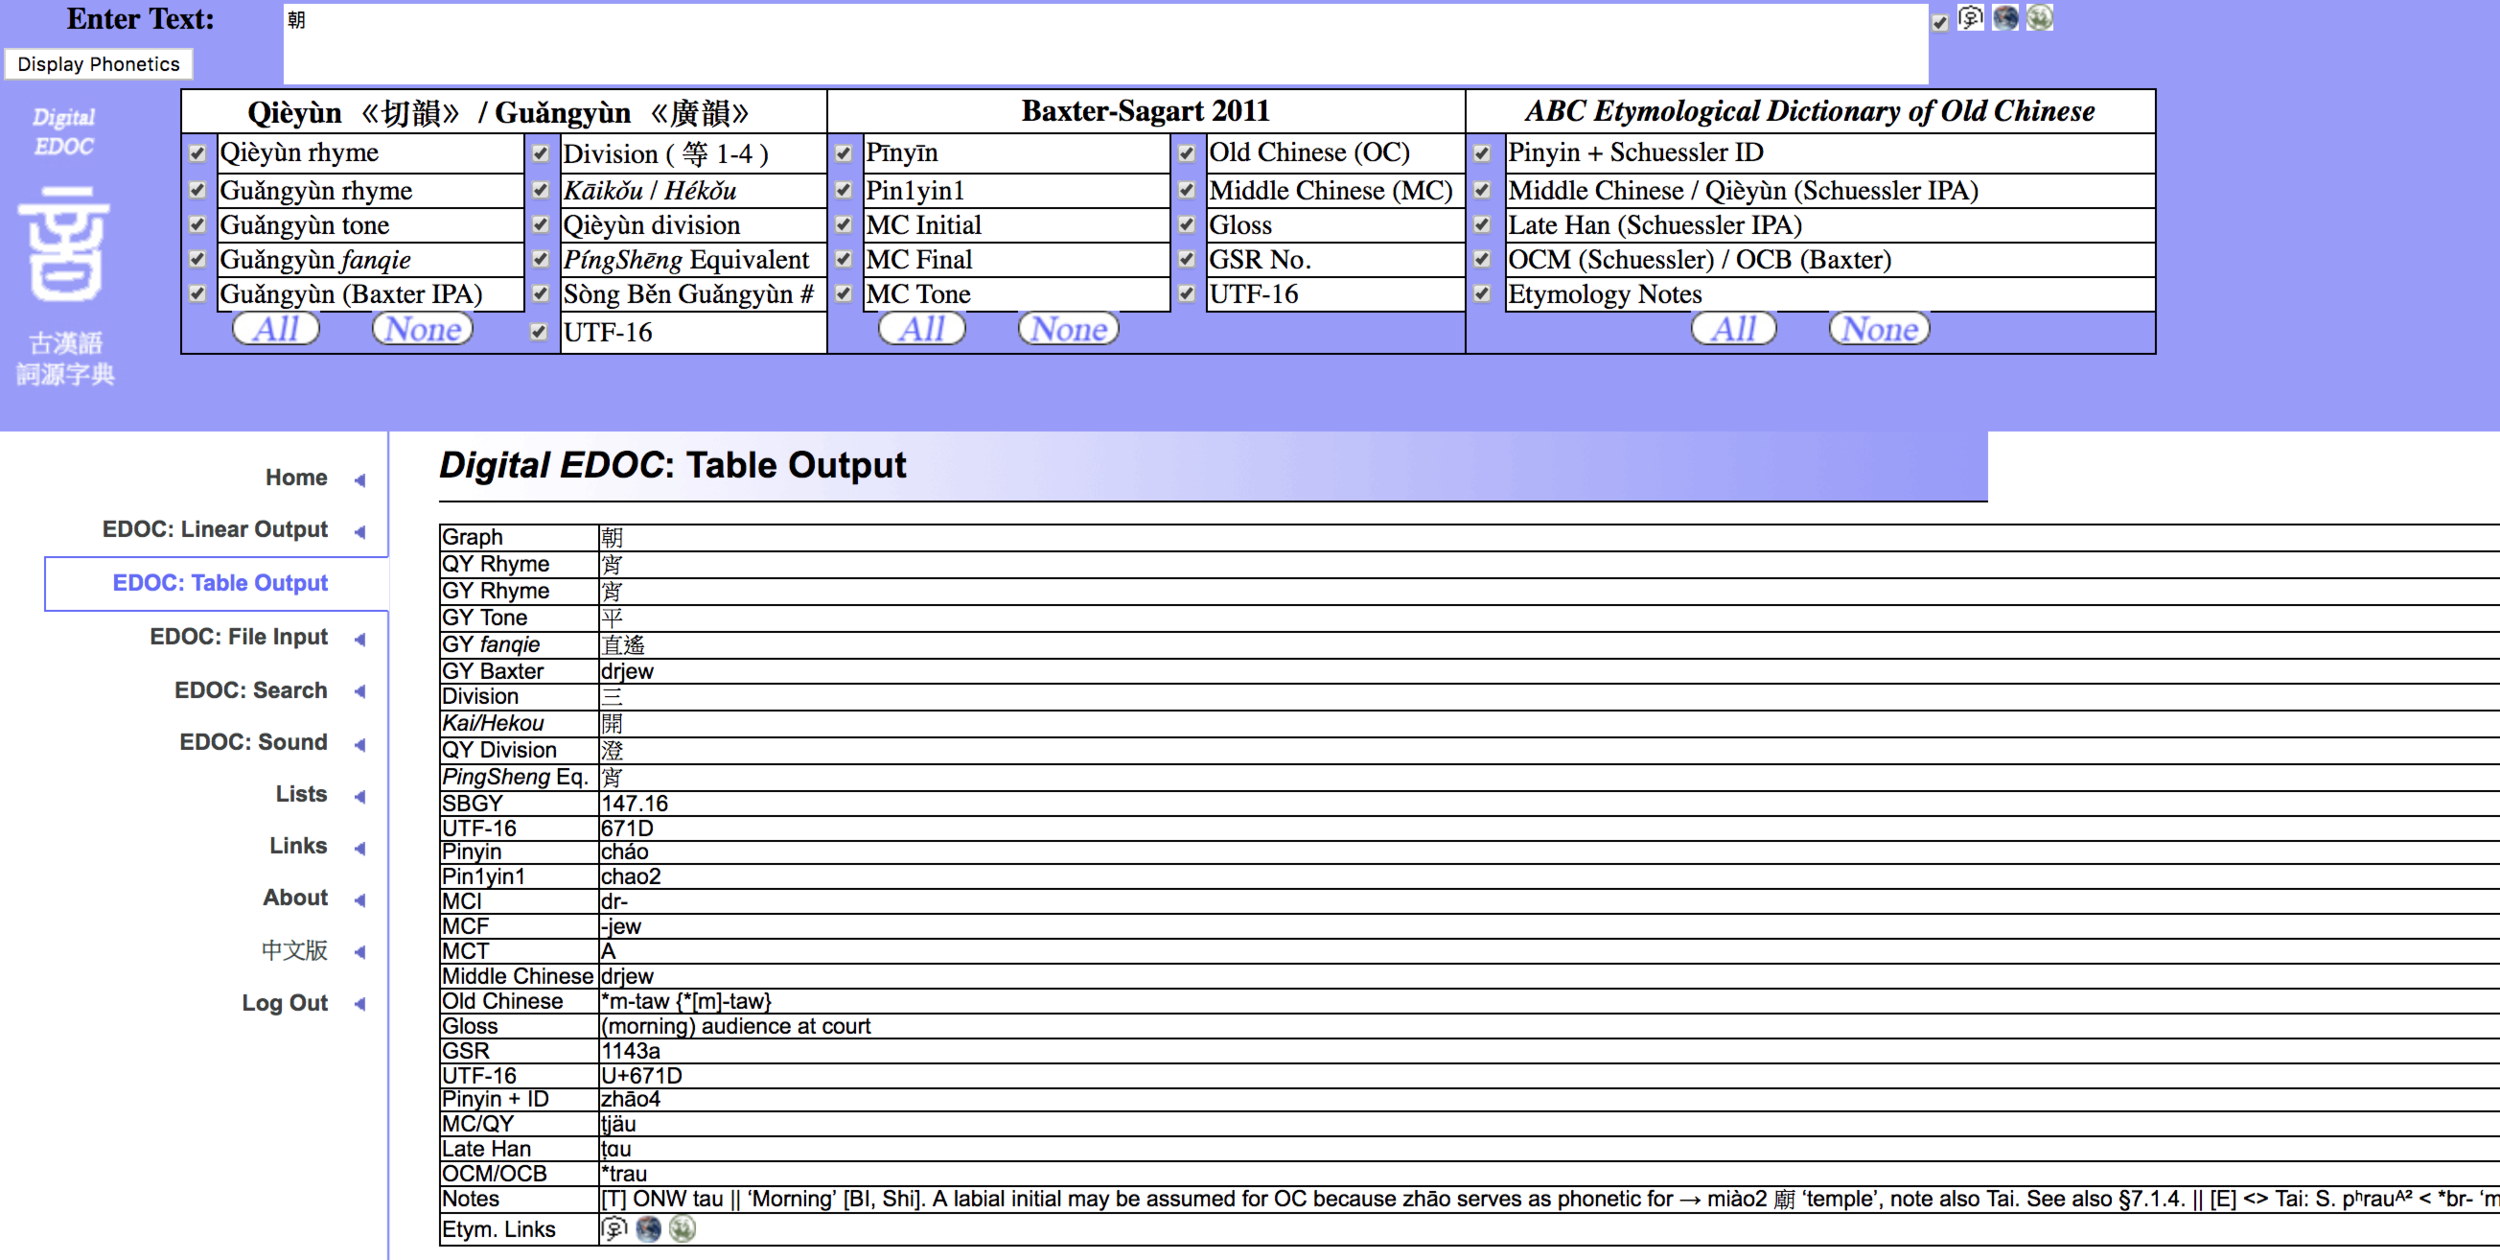 Enter Text:
朝
Display Phonetics
Digital
EDOC
古漢語
詞源字典
Qièyùn 《切韻》 / Guǎngyùn 《廣韻》
Baxter-Sagart 2011
ABC Etymological Dictionary of Old Chinese
Qièyùn rhyme
Division ( 等 1-4 )
Pīnyīn
Old Chinese (OC)
Pinyin + Schuessler ID
Guǎngyùn rhyme
Kāikǒu / Hékǒu
Pin1yin1
Middle Chinese (MC)
Middle Chinese / Qièyùn (Schuessler IPA)
Guǎngyùn tone
Qièyùn division
MC Initial
Gloss
Late Han (Schuessler IPA)
Guǎngyùn fanqie
PíngShēng Equivalent
MC Final
GSR No.
OCM (Schuessler) / OCB (Baxter)
Guǎngyùn (Baxter IPA)
Sòng Běn Guǎngyùn #
MC Tone
UTF-16
Etymology Notes
All
None
UTF-16
All
None
All
None
Home
EDOC: Linear Output
EDOC: Table Output
EDOC: File Input
EDOC: Search
EDOC: Sound
Lists
Links
About
中文版
Log Out
Digital EDOC: Table Output
Graph 朝
QY Rhyme 宵
GY Rhyme 宵
GY Tone 平
GY fanqie 直遙
GY Baxter drjew
Division 三
Kai/Hekou 開
QY Division 澄
PingSheng Eq. 宵
SBGY 147.16
UTF-16 671D
Pinyin cháo
Pin1yin1 chao2
MCI dr-
MCF -jew
MCT A
Middle Chinese drjew
Old Chinese *m-taw {*[m]-taw}
Gloss (morning) audience at court
GSR 1143a
UTF-16 U+671D
Pinyin + ID zhāo4
MC/QY ṭjäu
Late Han ṭɑu
OCM/OCB *trau
Notes [T] ONW tau || ‘Morning’ [BI, Shi]. A labial initial may be assumed for OC because zhāo serves as phonetic for → miào2 廟 ‘temple’, note also Tai. See also §7.1.4. || [E] <> Tai: S. pʰrauᴬ² < *br- ‘m
Etym. Links